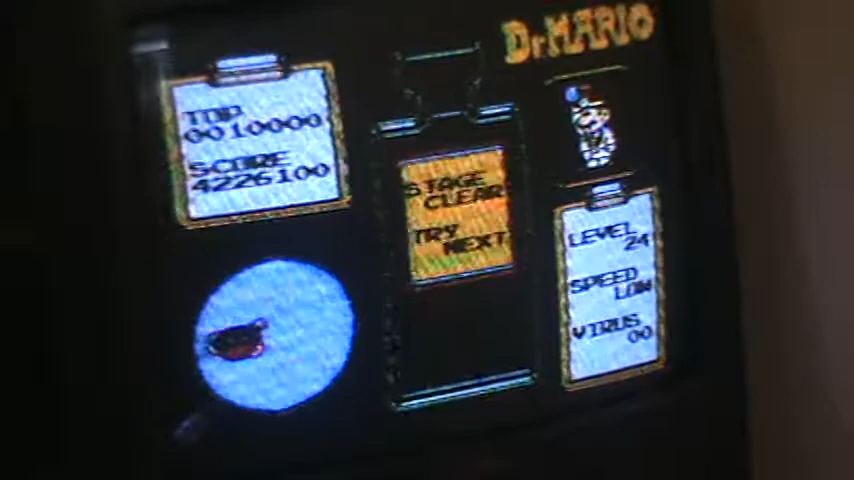 Dr. MARIO
TOP
0010000
SCORE
4226100
STAGE
CLEAR
TRY
NEXT
LEVEL
24
SPEED
LOW
VIRUS
00